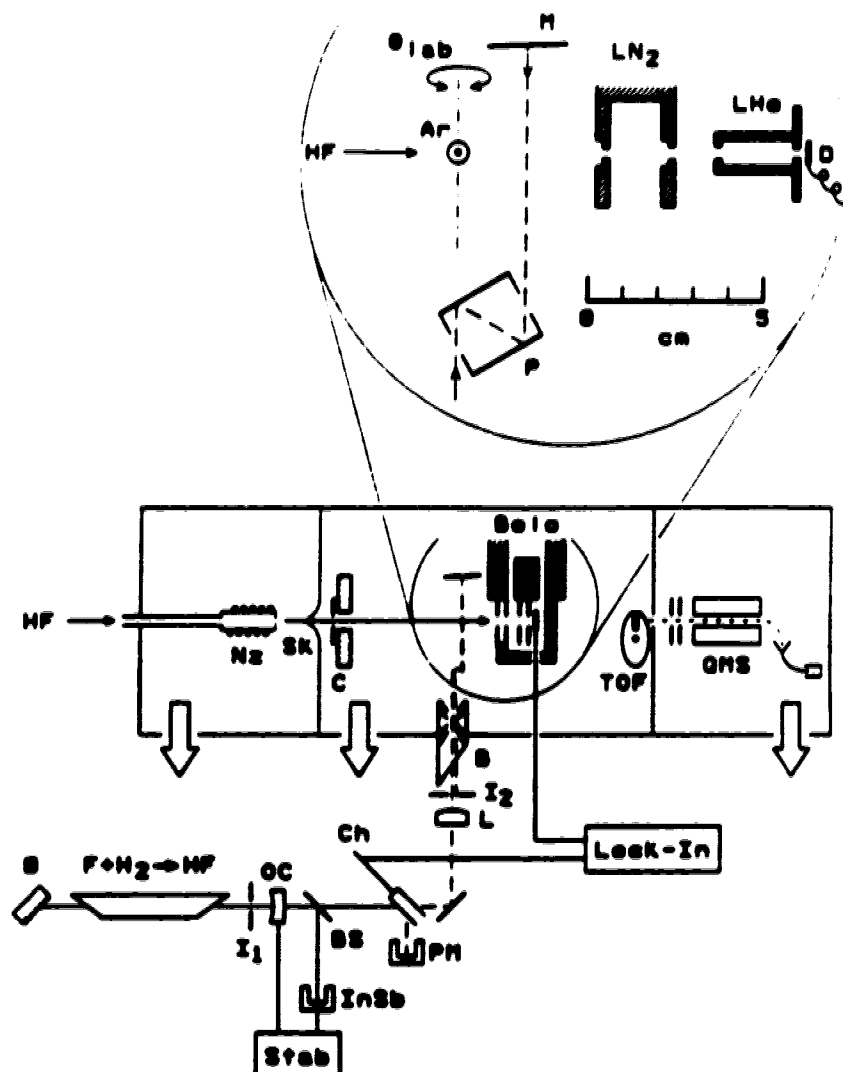 M
θlab
LN2
LHe
Ar
HF
D
0 5
cm
P
Bolo
HF
Nz
Sk
C
TOF
QMS
B
I2
L
Ch
Lock-In
G
F+H2→HF
OC
I1
BS
PM
InSb
Stab